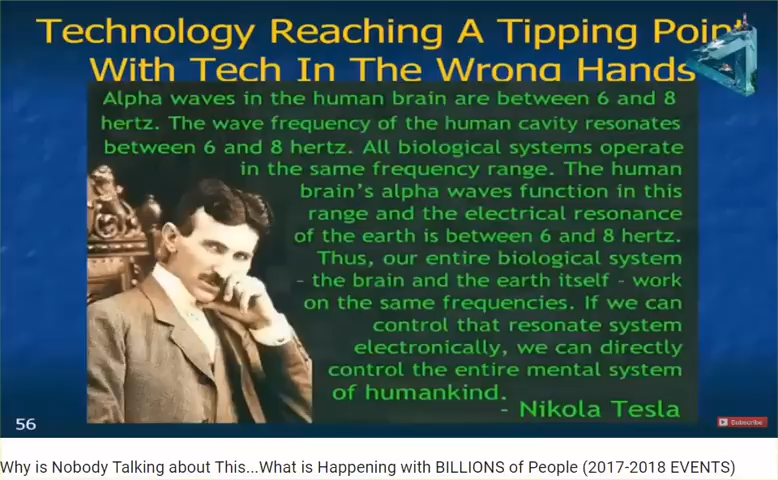 Technology Reaching A Tipping Point
With Tech In The Wrong Hands
Alpha waves in the human brain are between 6 and 8
hertz. The wave frequency of the human cavity resonates
between 6 and 8 hertz. All biological systems operate
in the same frequency range. The human
brain's alpha waves function in this
range and the electrical resonance
of the earth is between 6 and 8 hertz.
Thus, our entire biological system
- the brain and the earth itself - work
on the same frequencies. If we can
control that resonate system
electronically, we can directly
control the entire mental system
of humankind.
- Nikola Tesla
56
Subscribe
Why is Nobody Talking about This...What is Happening with BILLIONS of People (2017-2018 EVENTS)